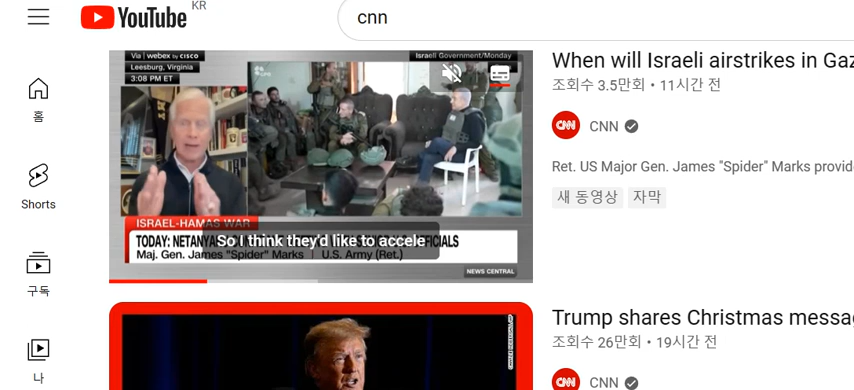 YouTube KR
cnn
홈
Shorts
구독
나
Via | webex by CISCO
Leesburg, Virginia
3:08 PM ET
Israeli Government/Monday
ISRAEL-HAMAS WAR
TODAY: NETANYA
FICIALS
So I think they'd like to accele
Maj. Gen. James "Spider" Marks | U.S. Army (Ret.)
NEWS CENTRAL
When will Israeli airstrikes in Gaz
조회수 3.5만회 • 11시간 전
CNN
CNN
Ret. US Major Gen. James "Spider" Marks provid
새 동영상 자막
Trump shares Christmas messa
조회수 26만회 • 19시간 전
CNN
CNN